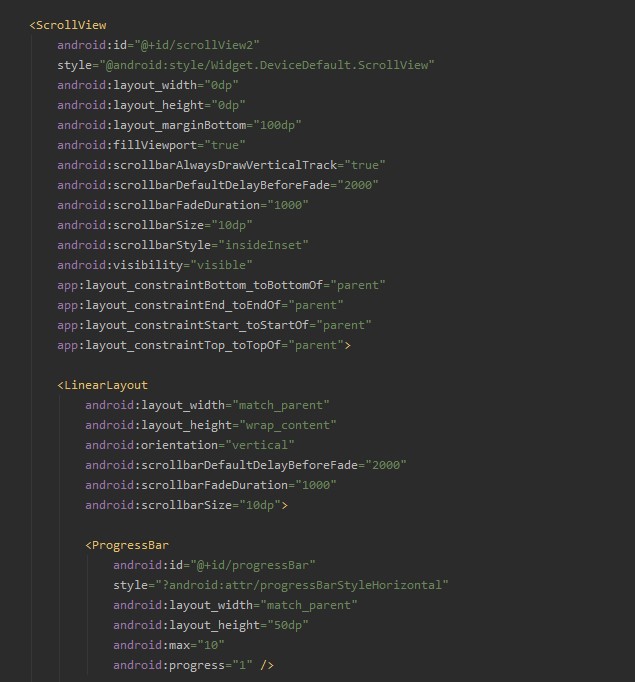 <ScrollView
android:id="@+id/scrollView2"
style="@android:style/Widget.DeviceDefault.ScrollView"
android:layout_width="0dp"
android:layout_height="0dp"
android:layout_marginBottom="100dp"
android:fillViewport="true"
android:scrollbarAlwaysDrawVerticalTrack="true"
android:scrollbarDefaultDelayBeforeFade="2000"
android:scrollbarFadeDuration="1000"
android:scrollbarSize="10dp"
android:scrollbarStyle="insideInset"
android:visibility="visible"
app:layout_constraintBottom_toBottomOf="parent"
app:layout_constraintEnd_toEndOf="parent"
app:layout_constraintStart_toStartOf="parent"
app:layout_constraintTop_toTopOf="parent">
<LinearLayout
android:layout_width="match_parent"
android:layout_height="wrap_content"
android:orientation="vertical"
android:scrollbarDefaultDelayBeforeFade="2000"
android:scrollbarFadeDuration="1000"
android:scrollbarSize="10dp">
<ProgressBar
android:id="@+id/progressBar"
style="?android:attr/progressBarStyleHorizontal"
android:layout_width="match_parent"
android:layout_height="50dp"
android:max="10"
android:progress="1" />